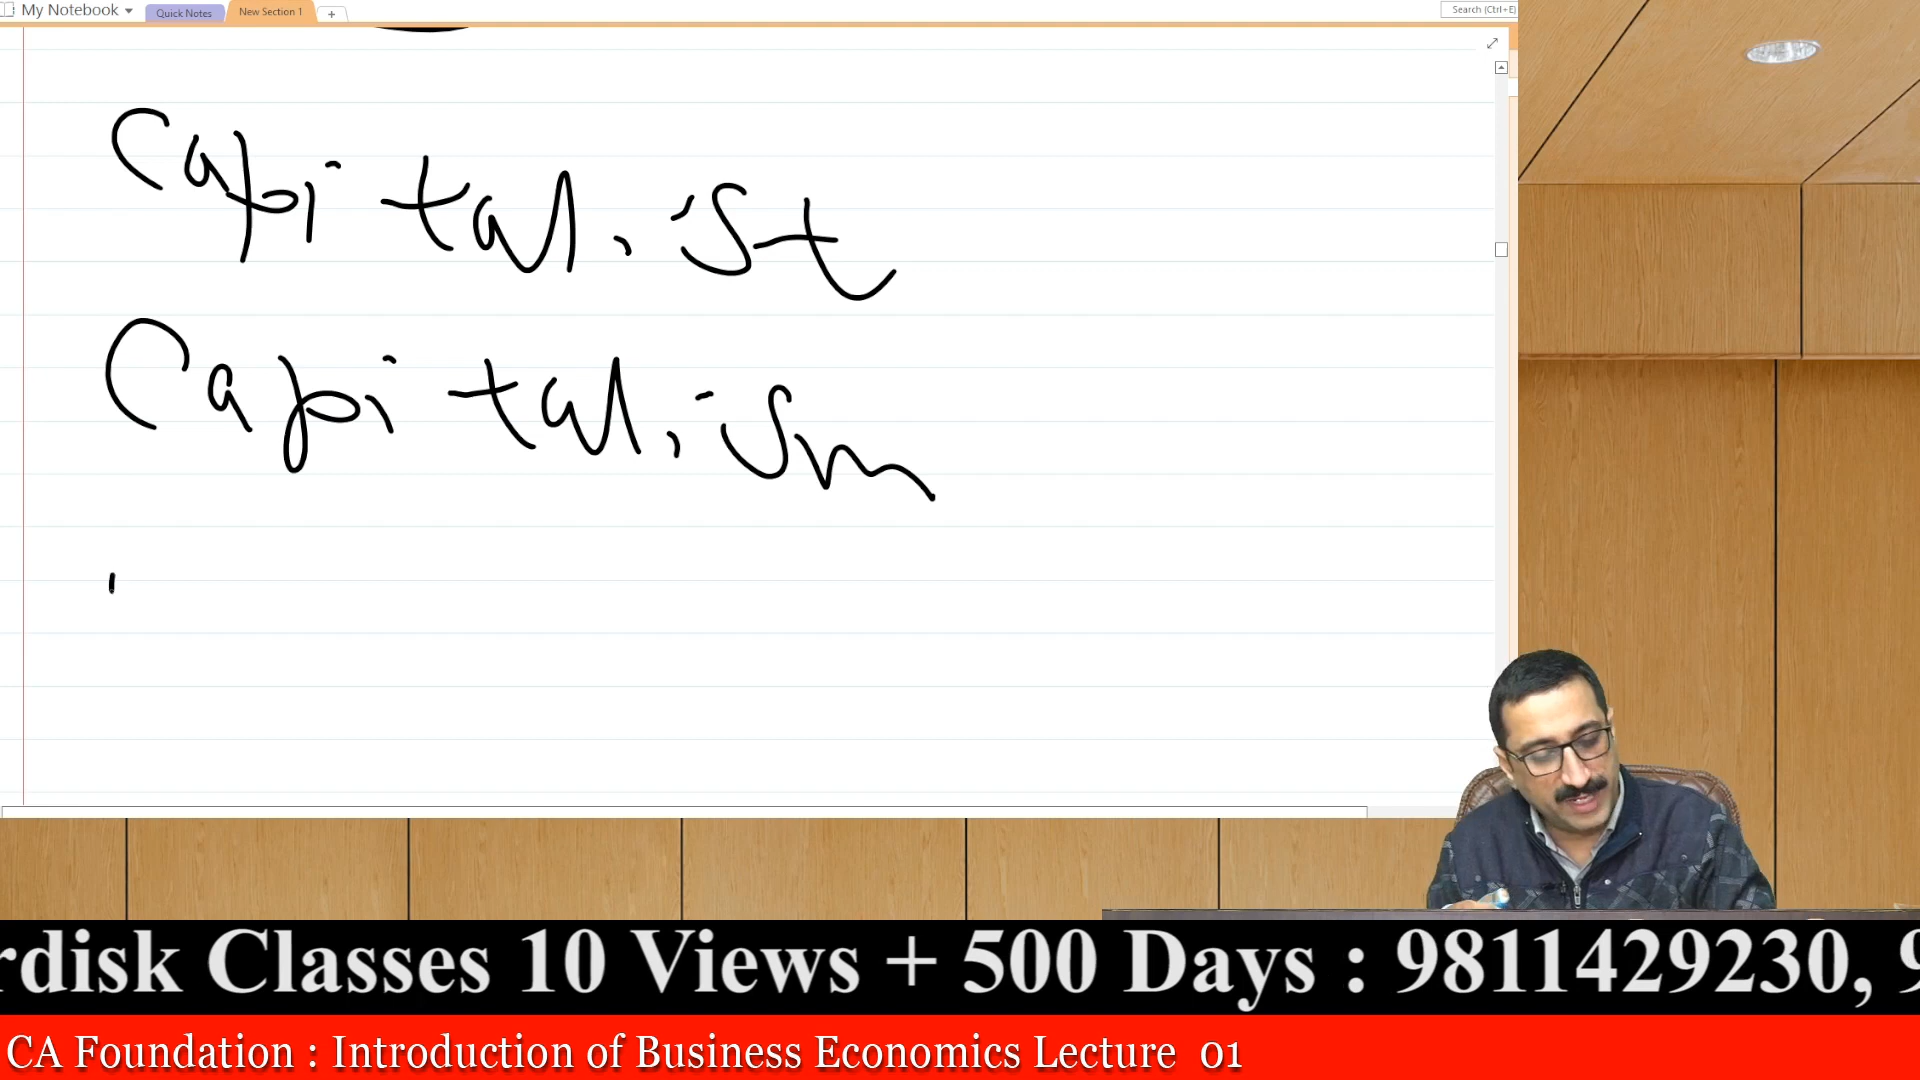 My Notebook
Quick Notes
New Section 1
+
Search (Ctrl+E)
Capitalist
Capitalism
rdisk Classes 10 Views + 500 Days : 9811429230, 9
CA Foundation : Introduction of Business Economics Lecture 01